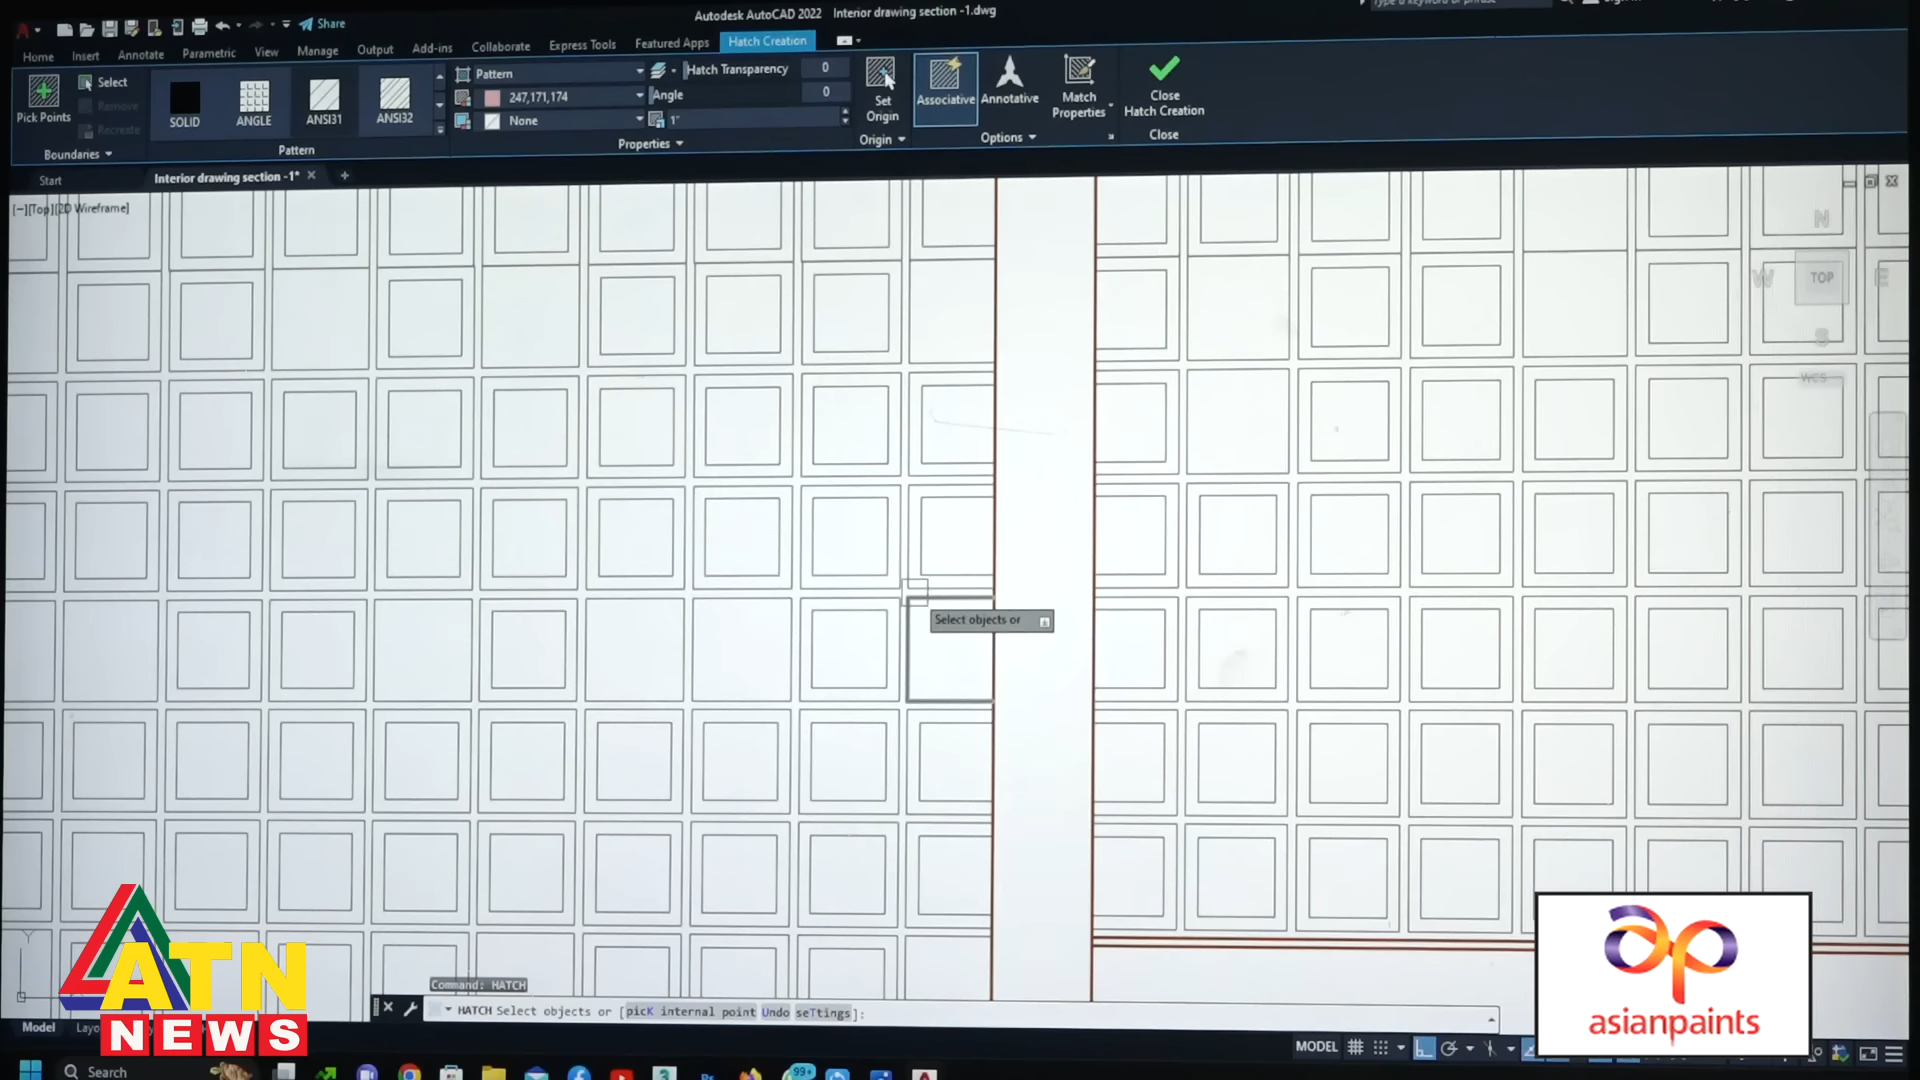 Autodesk AutoCAD 2022 Interior drawing section -1.dwg
Share
Home Insert Annotate Parametric View Manage Output Add-ins Collaborate Express Tools Featured Apps Hatch Creation
Pick Points
Select
Remove
Recreate
Boundaries
SOLID
ANGLE
ANSI31
ANSI32
Pattern
Pattern
247,171,174
None
Hatch Transparency 0
Angle 0
1"
Properties
Set
Origin
Origin
Associative
Annotative
Match
Properties
Options
Close
Hatch Creation
Close
Start
Interior drawing section -1*
[−][Top][2D Wireframe]
N
W TOP E
S
WCS
Select objects or
Y
Command: HATCH
HATCH Select objects or [picK internal point Undo seTtings]:
Model
MODEL
Search
99+
ATN
NEWS
ap
asianpaints